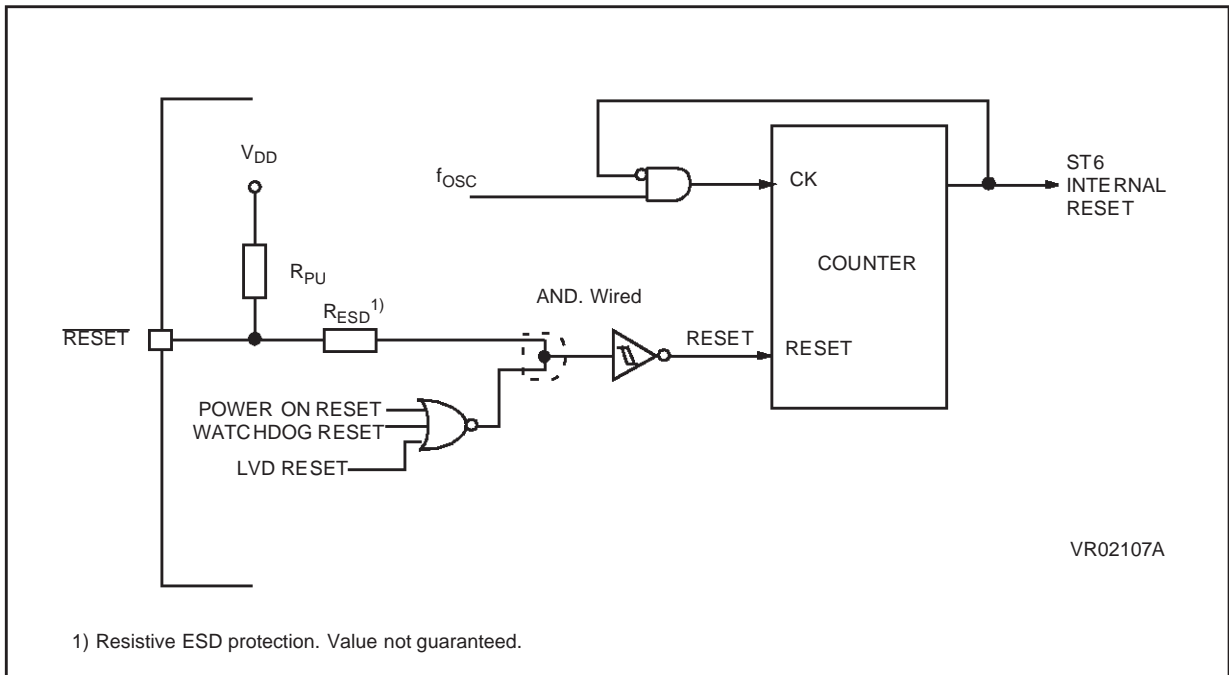 V_DD
f_OSC
CK
ST6
INTERNAL
RESET
COUNTER
R_PU
R_ESD 1)
AND. Wired
RESET
RESET
RESET
POWER ON RESET
WATCHDOG RESET
LVD RESET
VR02107A
1) Resistive ESD protection. Value not guaranteed.